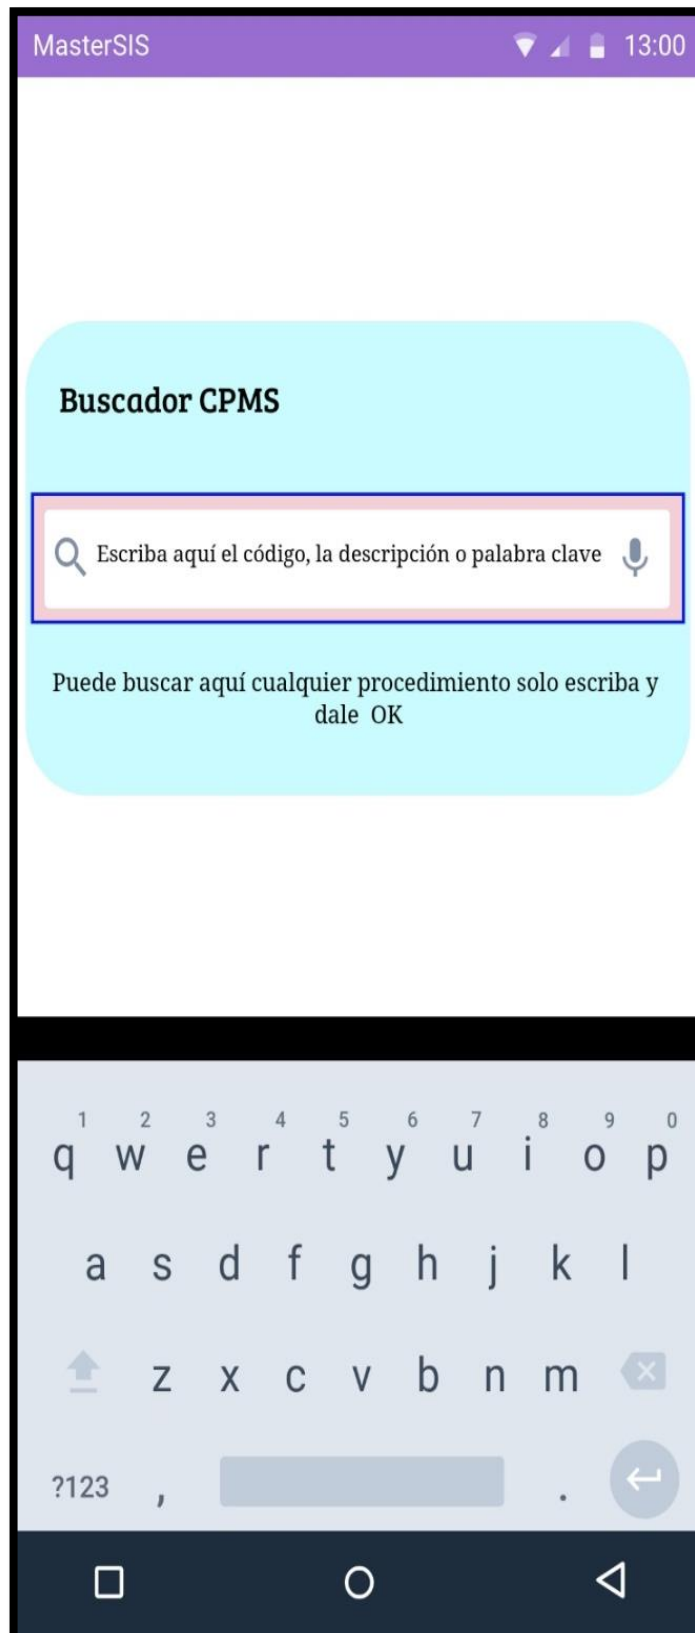 MasterSIS 13:00
Buscador CPMS
Escriba aquí el código, la descripción o palabra clave
Puede buscar aquí cualquier procedimiento solo escriba y
dale OK
1 2 3 4 5 6 7 8 9 0
q w e r t y u i o p
a s d f g h j k l
z x c v b n m
?123 , .